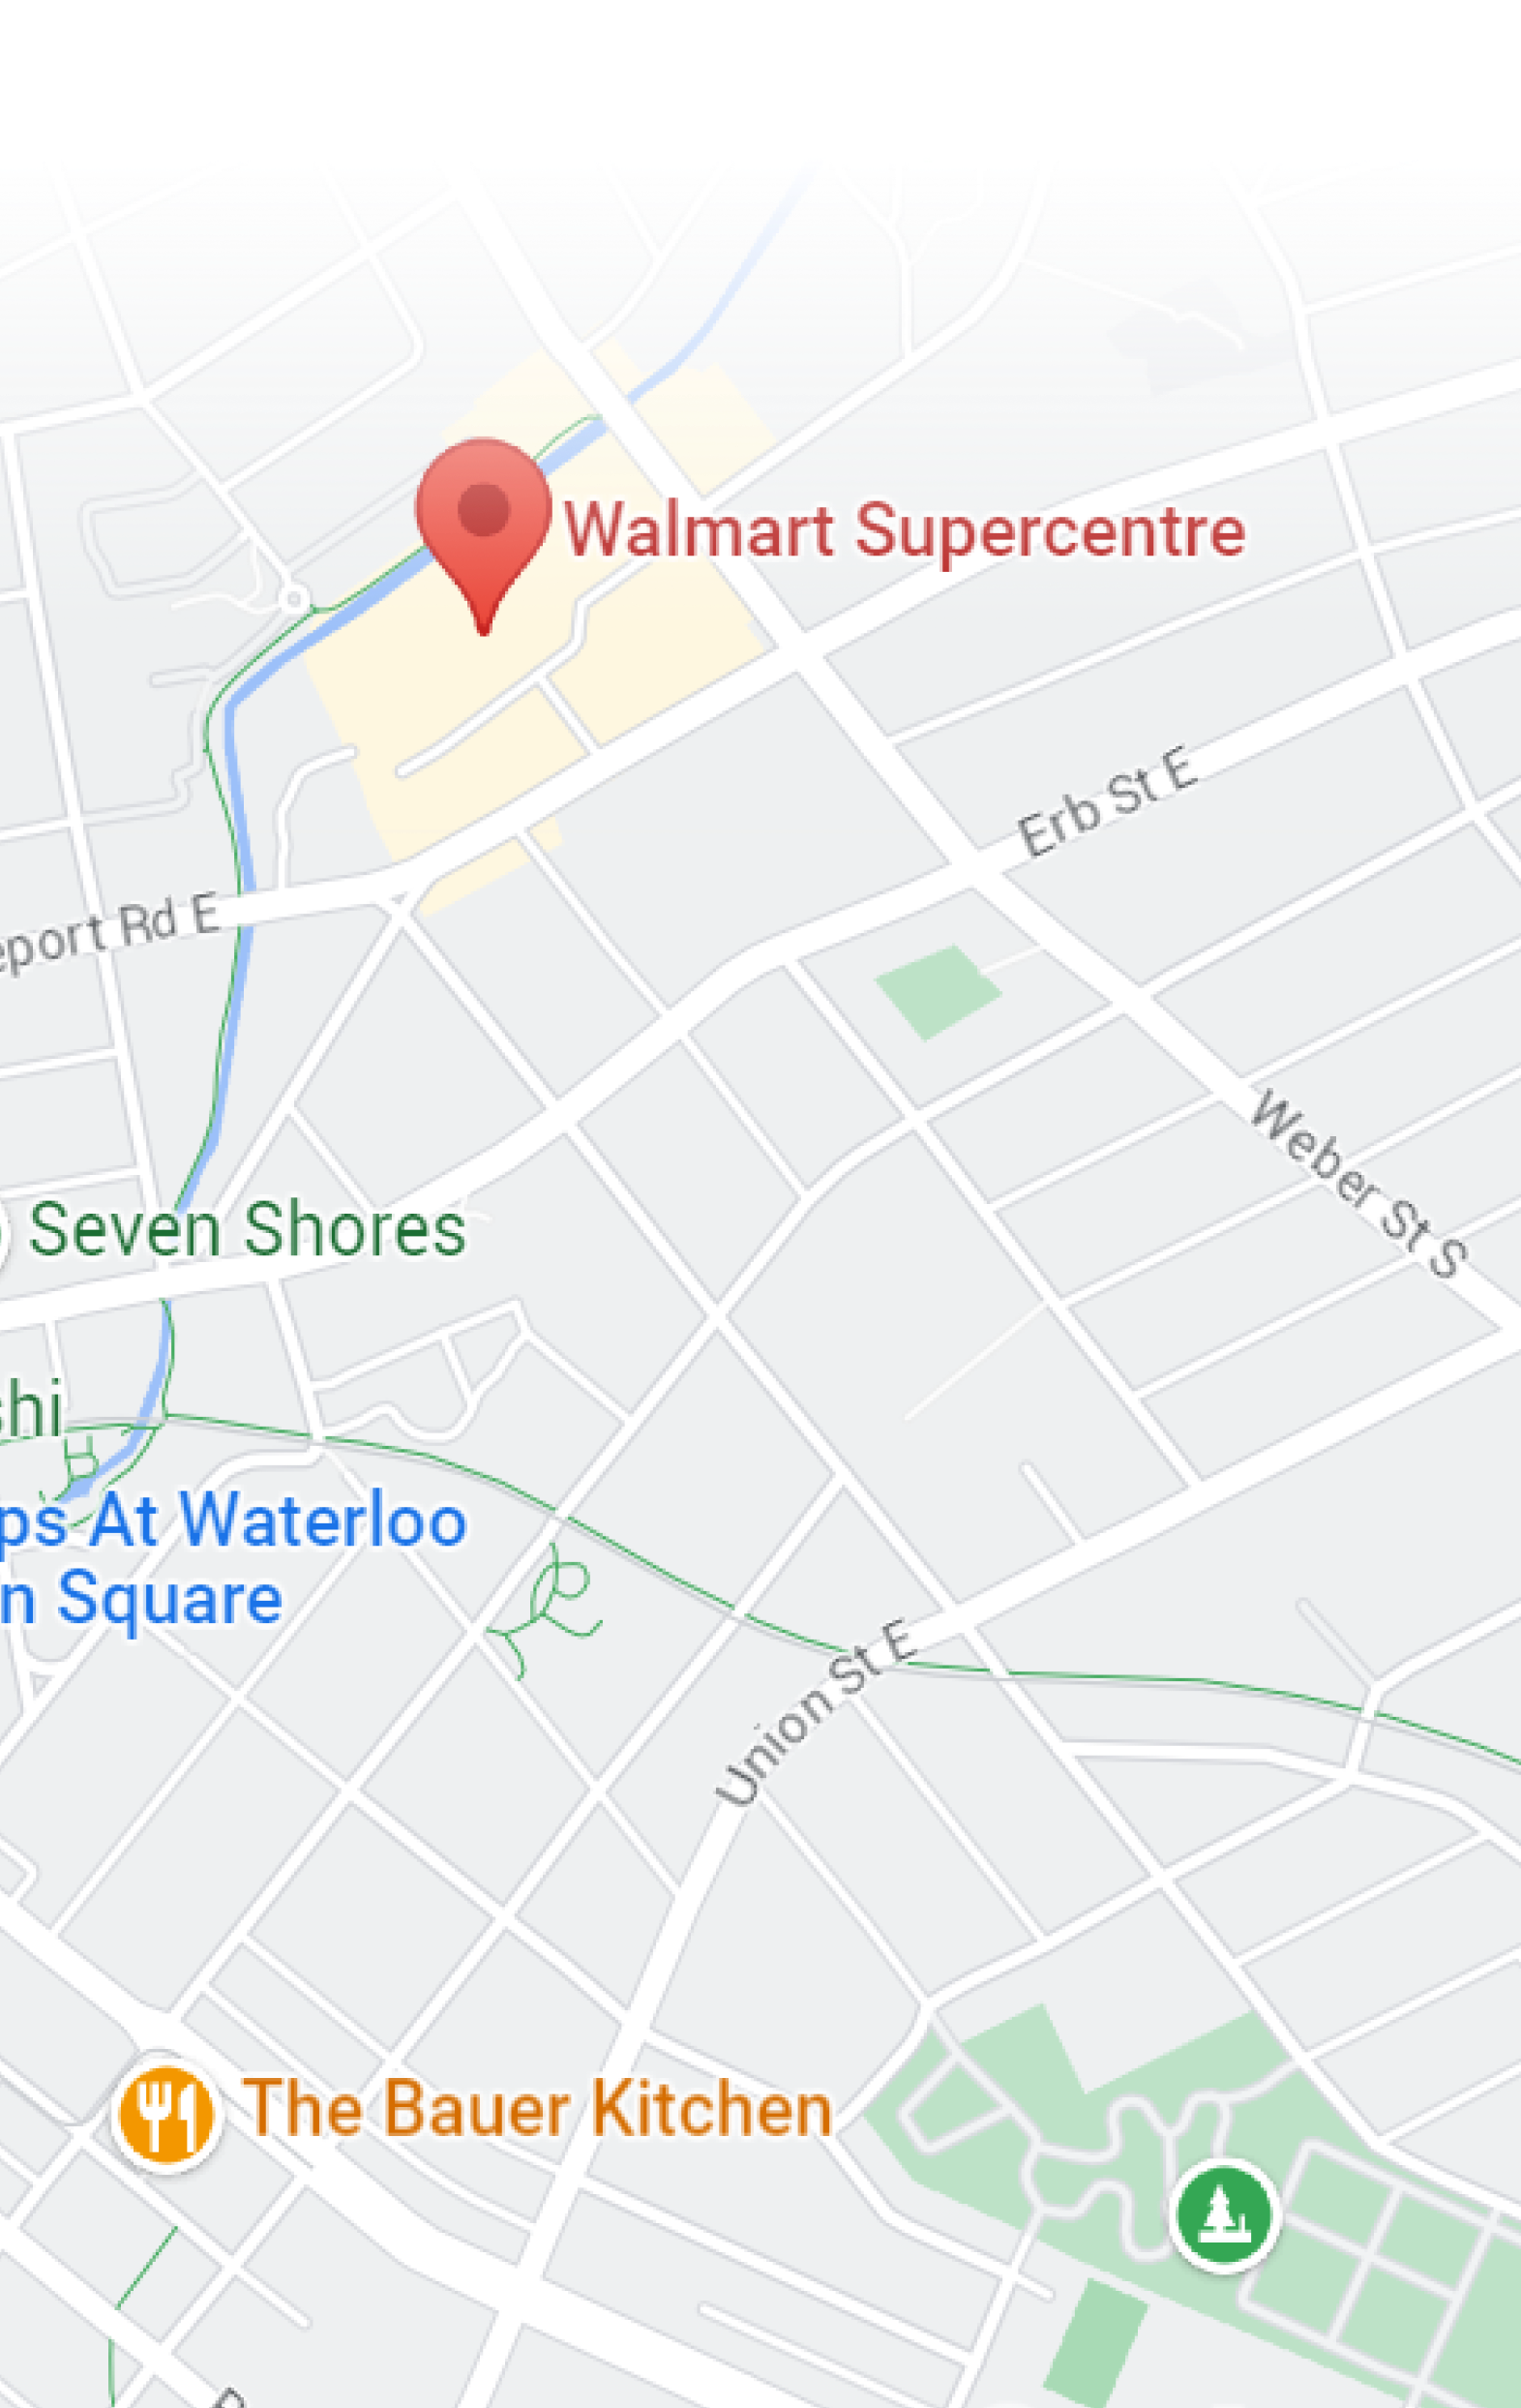 Walmart Supercentre
Erb St E
eport Rd E
Weber St S
Seven Shores
shi
ps At Waterloo
n Square
Union St E
The Bauer Kitchen